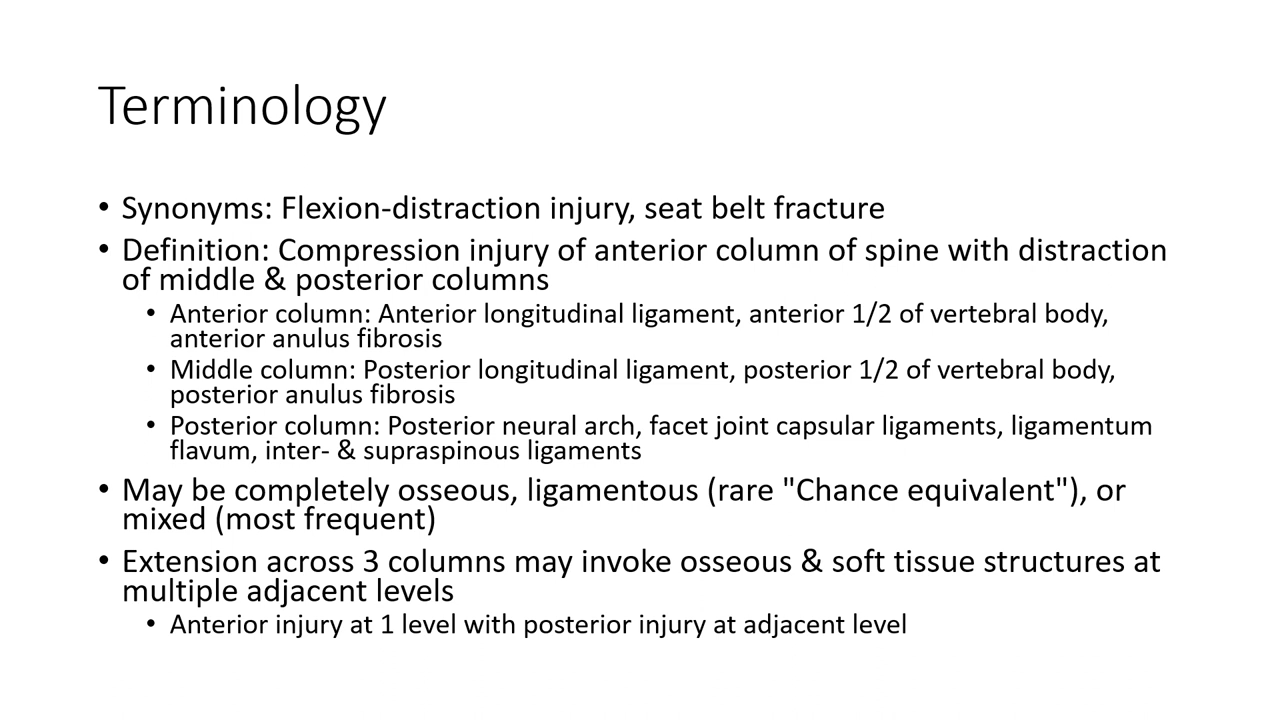 Terminology
• Synonyms: Flexion-distraction injury, seat belt fracture
• Definition: Compression injury of anterior column of spine with distraction
of middle & posterior columns
• Anterior column: Anterior longitudinal ligament, anterior 1/2 of vertebral body,
anterior anulus fibrosis
• Middle column: Posterior longitudinal ligament, posterior 1/2 of vertebral body,
posterior anulus fibrosis
• Posterior column: Posterior neural arch, facet joint capsular ligaments, ligamentum
flavum, inter- & supraspinous ligaments
• May be completely osseous, ligamentous (rare "Chance equivalent"), or
mixed (most frequent)
• Extension across 3 columns may invoke osseous & soft tissue structures at
multiple adjacent levels
• Anterior injury at 1 level with posterior injury at adjacent level